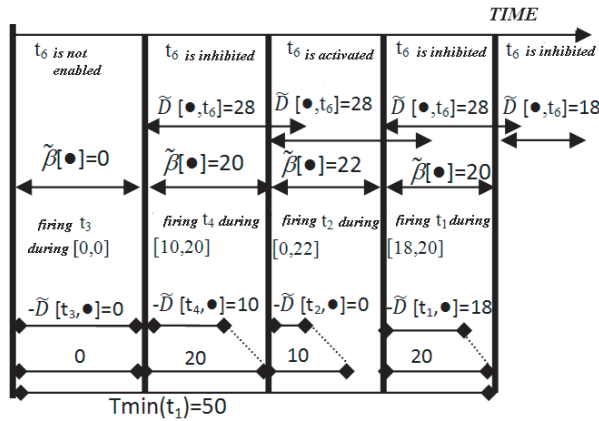 TIME
t6 is not enabled
t6 is inhibited
t6 is activated
t6 is inhibited
t6 is inhibited
D̃ [●,t6]=28
D̃ [●,t6]=28
D̃ [●,t6]=28
D̃ [●,t6]=18
β̃[●]=0
β̃[●]=20
β̃[●]=22
β̃[●]=20
firing t3 during [0,0]
firing t4 during [10,20]
firing t2 during [0,22]
firing t1 during [18,20]
-D̃ [t3,●]=0
-D̃ [t4,●]=10
-D̃ [t2,●]=0
-D̃ [t1,●]=18
0
20
10
20
Tmin(t1)=50